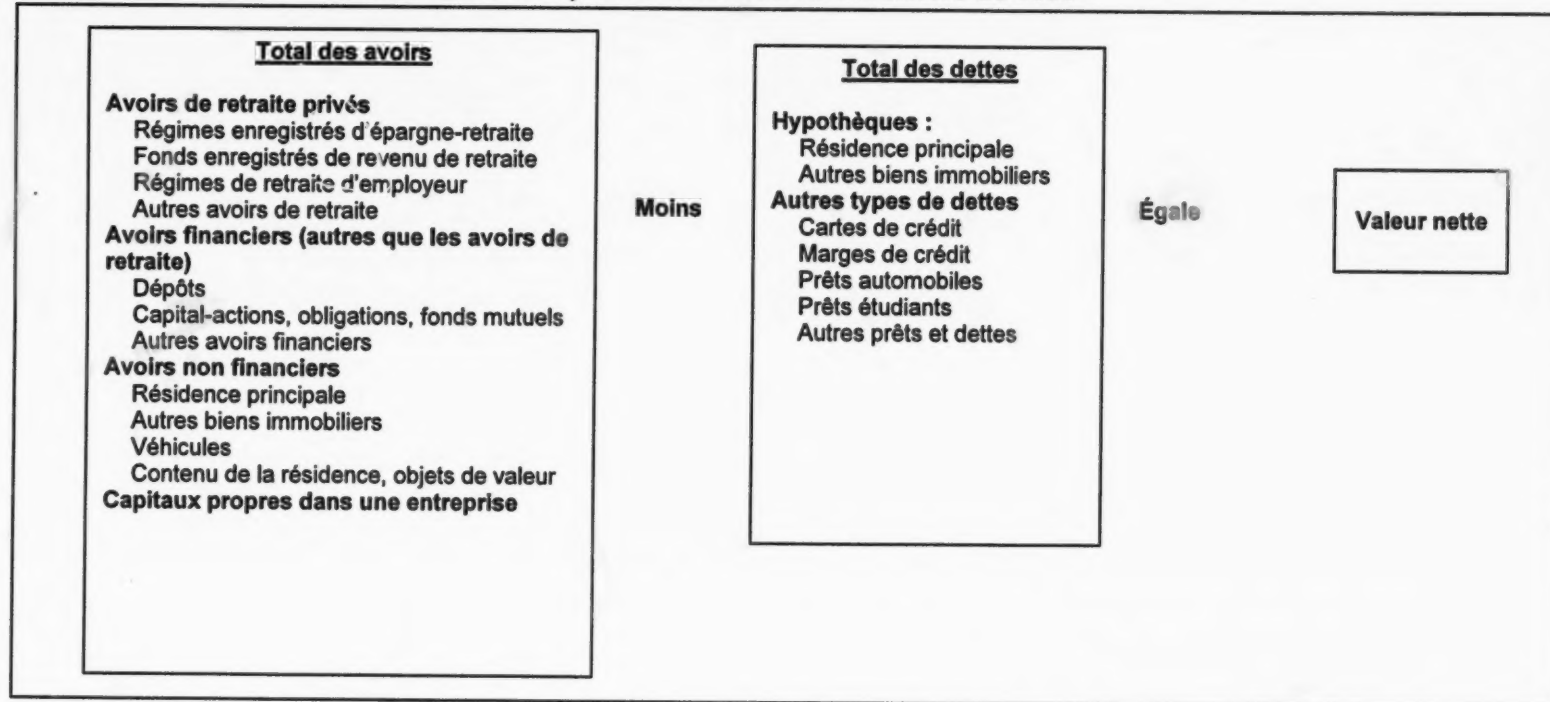 Total des avoirs
Avoirs de retraite privés
Régimes enregistrés d'épargne-retraite
Fonds enregistrés de revenu de retraite
Régimes de retraite d'employeur
Autres avoirs de retraite
Avoirs financiers (autres que les avoirs de
retraite)
Dépôts
Capital-actions, obligations, fonds mutuels
Autres avoirs financiers
Avoirs non financiers
Résidence principale
Autres biens immobiliers
Véhicules
Contenu de la résidence, objets de valeur
Capitaux propres dans une entreprise
Moins
Total des dettes
Hypothèques :
Résidence principale
Autres biens immobiliers
Autres types de dettes
Cartes de crédit
Marges de crédit
Prêts automobiles
Prêts étudiants
Autres prêts et dettes
Égale
Valeur nette